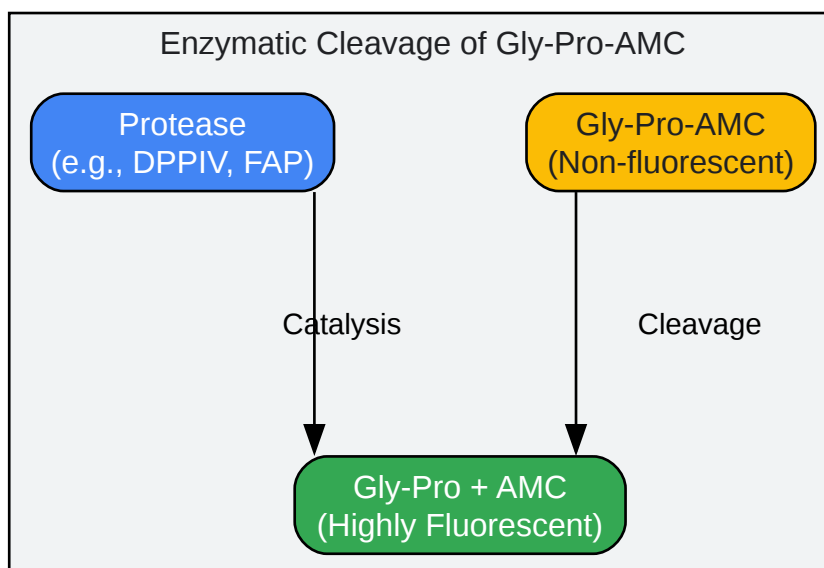 Enzymatic Cleavage of Gly-Pro-AMC
Protease
(e.g., DPPIV, FAP)
Gly-Pro-AMC
(Non-fluorescent)
Catalysis
Cleavage
Gly-Pro + AMC
(Highly Fluorescent)